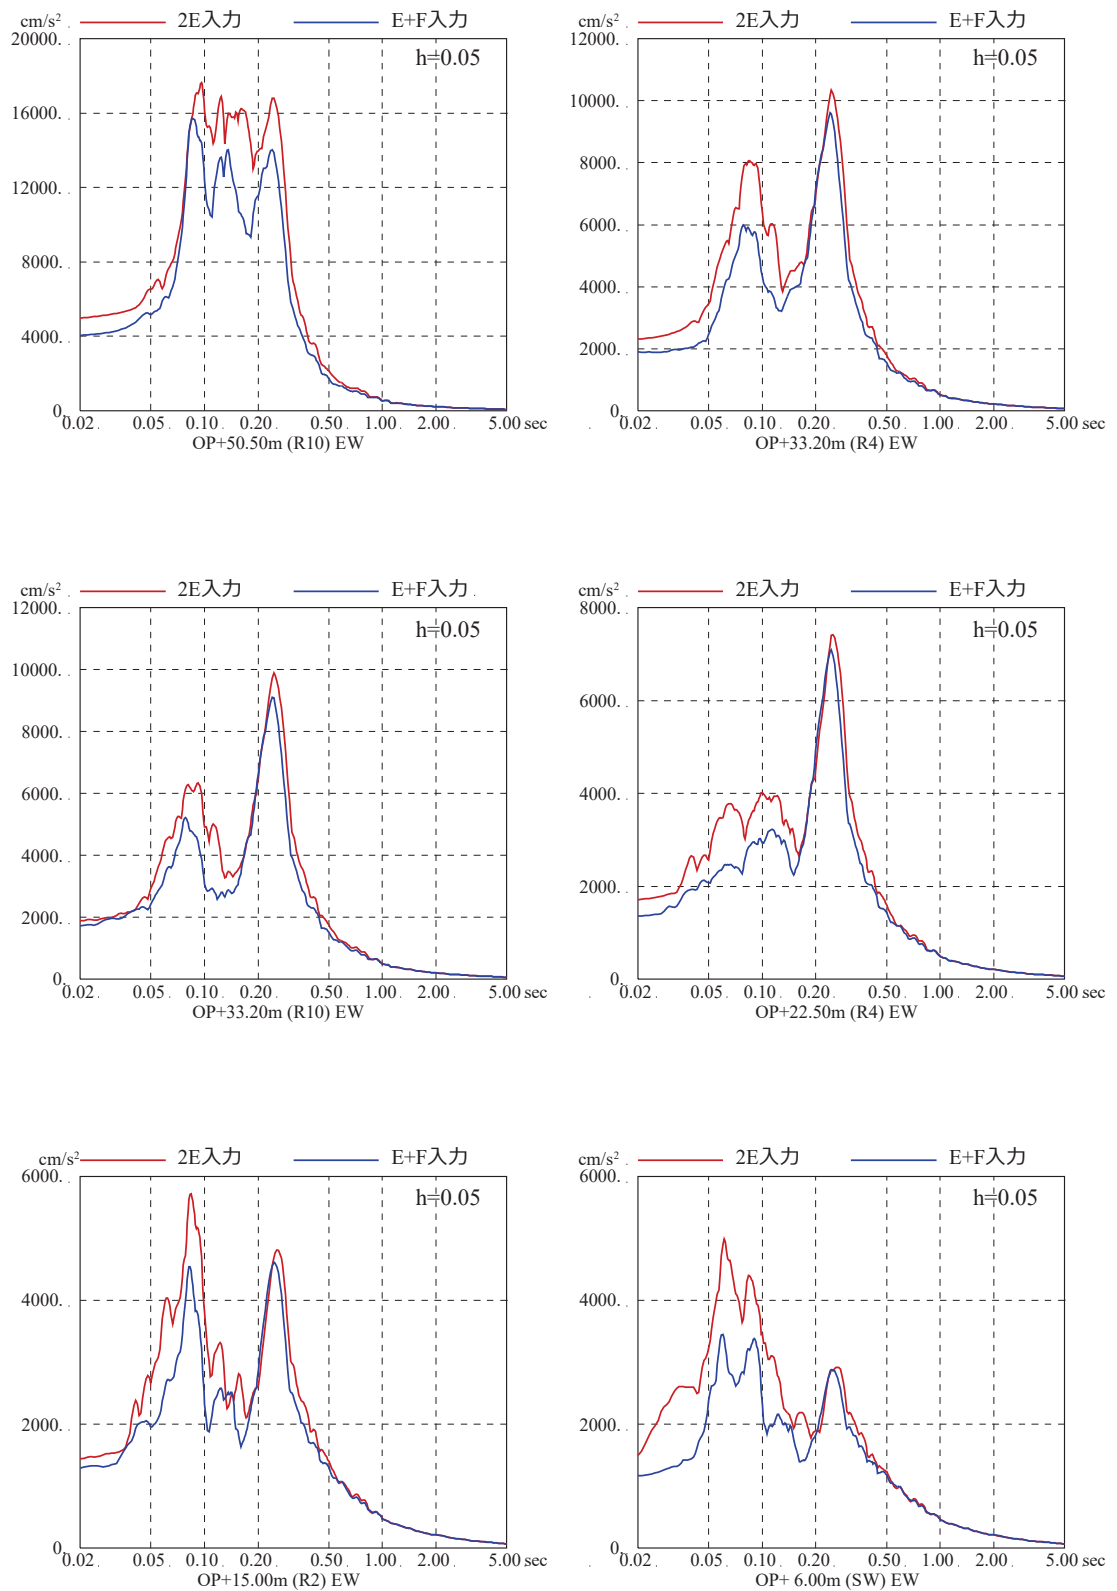 cm/s² 2E入力 E+F入力
20000.
h=0.05
16000.
12000.
8000.
4000.
0.
0.02 0.05 0.10 0.20 0.50 1.00 2.00 5.00 sec
OP+50.50m (R10) EW
cm/s² 2E入力 E+F入力
12000.
h=0.05
10000.
8000.
6000.
4000.
2000.
0.
0.02 0.05 0.10 0.20 0.50 1.00 2.00 5.00 sec
OP+33.20m (R4) EW
cm/s² 2E入力 E+F入力
12000.
h=0.05
10000.
8000.
6000.
4000.
2000.
0.
0.02 0.05 0.10 0.20 0.50 1.00 2.00 5.00 sec
OP+33.20m (R10) EW
cm/s² 2E入力 E+F入力
8000.
h=0.05
6000.
4000.
2000.
0.
0.02 0.05 0.10 0.20 0.50 1.00 2.00 5.00 sec
OP+22.50m (R4) EW
cm/s² 2E入力 E+F入力
6000.
h=0.05
4000.
2000.
0.
0.02 0.05 0.10 0.20 0.50 1.00 2.00 5.00 sec
OP+15.00m (R2) EW
cm/s² 2E入力 E+F入力
6000.
h=0.05
4000.
2000.
0.
0.02 0.05 0.10 0.20 0.50 1.00 2.00 5.00 sec
OP+ 6.00m (SW) EW